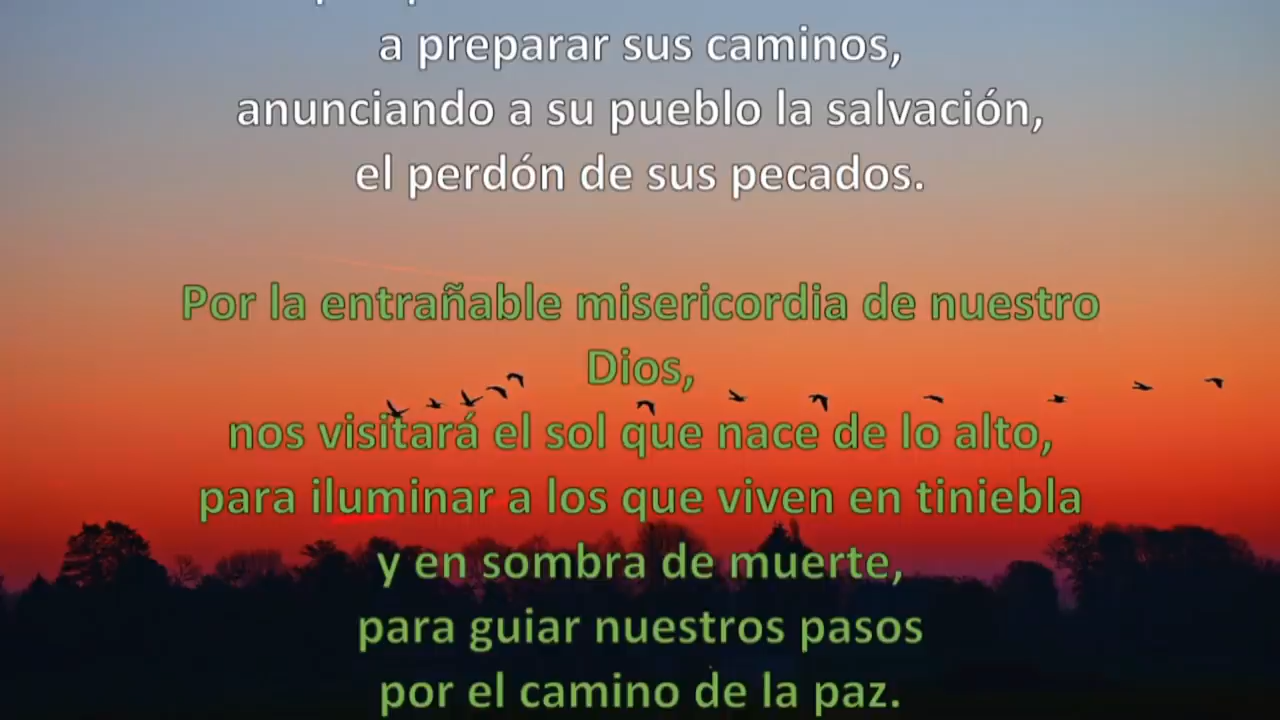 a preparar sus caminos,
anunciando a su pueblo la salvación,
el perdón de sus pecados.
Por la entrañable misericordia de nuestro
Dios,
nos visitará el sol que nace de lo alto,
para iluminar a los que viven en tiniebla
y en sombra de muerte,
para guiar nuestros pasos
por el camino de la paz.